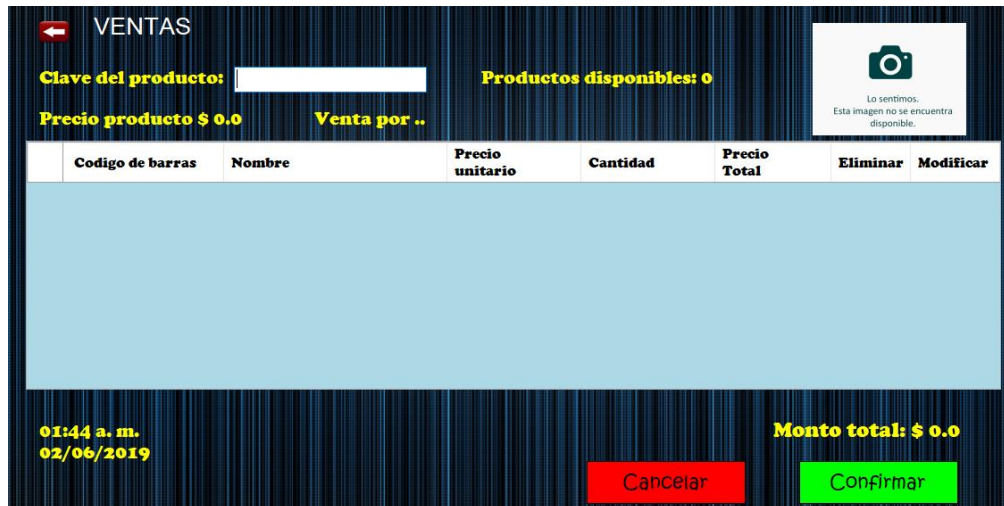 VENTAS
Clave del producto:
Productos disponibles: 0
Lo sentimos.
Esta imagen no se encuentra
disponible.
Precio producto $ 0.0
Venta por ..
Codigo de barras
Nombre
Precio
unitario
Cantidad
Precio
Total
Eliminar
Modificar
01:44 a. m.
02/06/2019
Monto total: $ 0.0
Cancelar
Confirmar